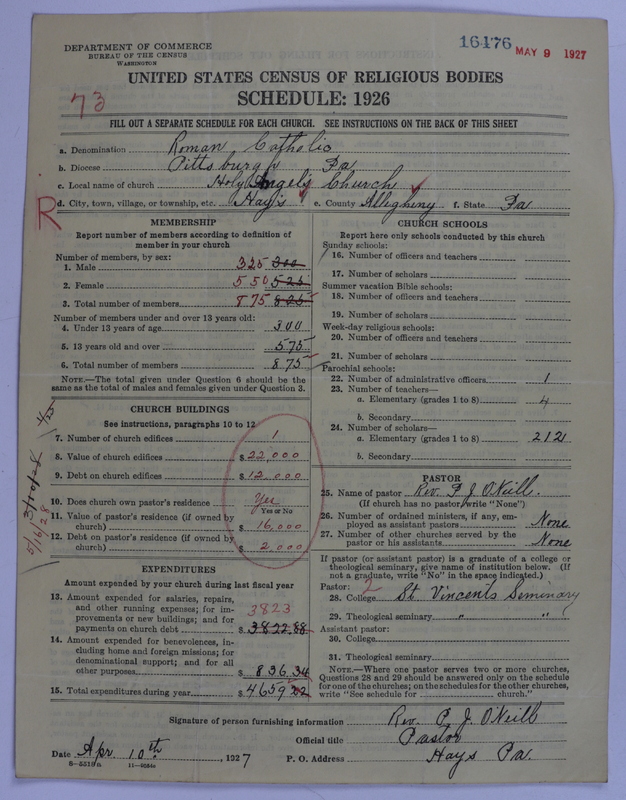 DEPARTMENT OF COMMERCE
BUREAU OF THE CENSUS
WASHINGTON
16476
MAY 9 1927
UNITED STATES CENSUS OF RELIGIOUS BODIES
SCHEDULE: 1926
73
FILL OUT A SEPARATE SCHEDULE FOR EACH CHURCH. SEE INSTRUCTIONS ON THE BACK OF THIS SHEET
a. Denomination Roman Catholic
b. Diocese Pittsburgh Pa
c. Local name of church Holy Angels Church
d. City, town, village, or township, etc. Hays e. County Allegheny f. State Pa
R
MEMBERSHIP
Report number of members according to definition of
member in your church
Number of members, by sex:
1. Male 325 300
2. Female 550 525
3. Total number of members 875 825
Number of members under and over 13 years old:
4. Under 13 years of age 300
5. 13 years old and over 575
6. Total number of members 875
NOTE.—The total given under Question 6 should be the
same as the total of males and females given under Question 3.
CHURCH BUILDINGS
See instructions, paragraphs 10 to 12
7. Number of church edifices 1
8. Value of church edifices $22,000
9. Debt on church edifices $12,000
10. Does church own pastor's residence Yes
Yes or No
11. Value of pastor's residence (if owned by
church) $16,000
12. Debt on pastor's residence (if owned by
church) $2,000
5/16/28
EXPENDITURES
Amount expended by your church during last fiscal year
13. Amount expended for salaries, repairs,
and other running expenses; for im-
provements or new buildings; and for
payments on church debt 3823 $3822.88
14. Amount expended for benevolences, in-
cluding home and foreign missions; for
denominational support; and for all
other purposes $836.34
15. Total expenditures during year $4659.22
CHURCH SCHOOLS
Report here only schools conducted by this church
Sunday schools:
16. Number of officers and teachers
17. Number of scholars
Summer vacation Bible schools:
18. Number of officers and teachers
19. Number of scholars
Week-day religious schools:
20. Number of officers and teachers
21. Number of scholars
Parochial schools:
22. Number of administrative officers 1
23. Number of teachers—
a. Elementary (grades 1 to 8) 4
b. Secondary
24. Number of scholars—
a. Elementary (grades 1 to 8) 212
b. Secondary
PASTOR
25. Name of pastor Rev. P J O'Neill.
(If church has no pastor, write "None")
26. Number of ordained ministers, if any, em-
ployed as assistant pastors None
27. Number of other churches served by the
pastor or his assistants None
If pastor (or assistant pastor) is a graduate of a college or
theological seminary, give name of institution below. (If
not a graduate, write "No" in the space indicated.)
Pastor: 2
28. College St Vincents Seminary
29. Theological seminary " "
Assistant pastor:
30. College
31. Theological seminary
NOTE.—Where one pastor serves two or more churches,
Questions 28 and 29 should be answered only on the schedule
for one of the churches; on the schedules for the other churches,
write "See schedule for church."
Signature of person furnishing information Rev. P. J. O'Neill
Official title Pastor
Date Apr 10th, 1927 P. O. Address Hays Pa.